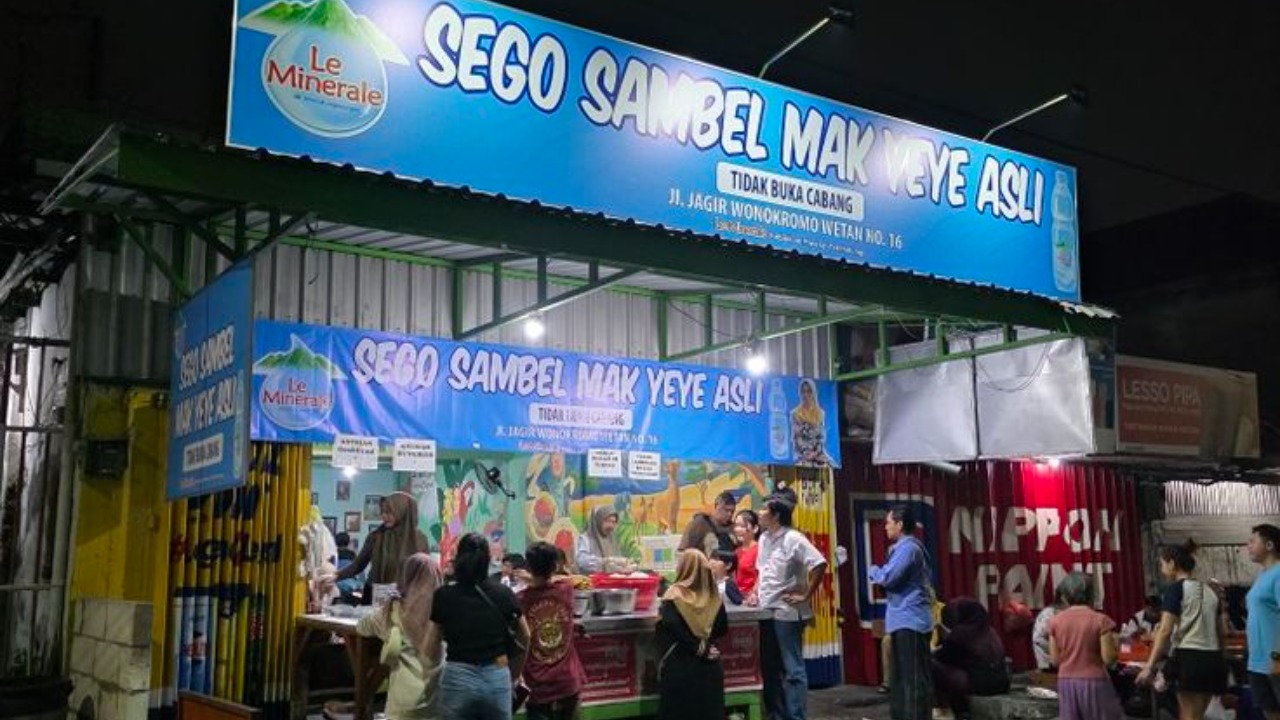 Le
Minerale
SEGO SAMBEL MAK YEYE ASLI
TIDAK BUKA CABANG
JL. JAGIR WONOKROMO WETAN NO. 16
SEGO SAMBEL
MAK YEYE ASLI
Le
Minerale
SEGO SAMBEL MAK YEYE ASLI
JL. JAGIR WONOKROMO WETAN NO. 16
LESSO PIPA
NIPPON
PAINT